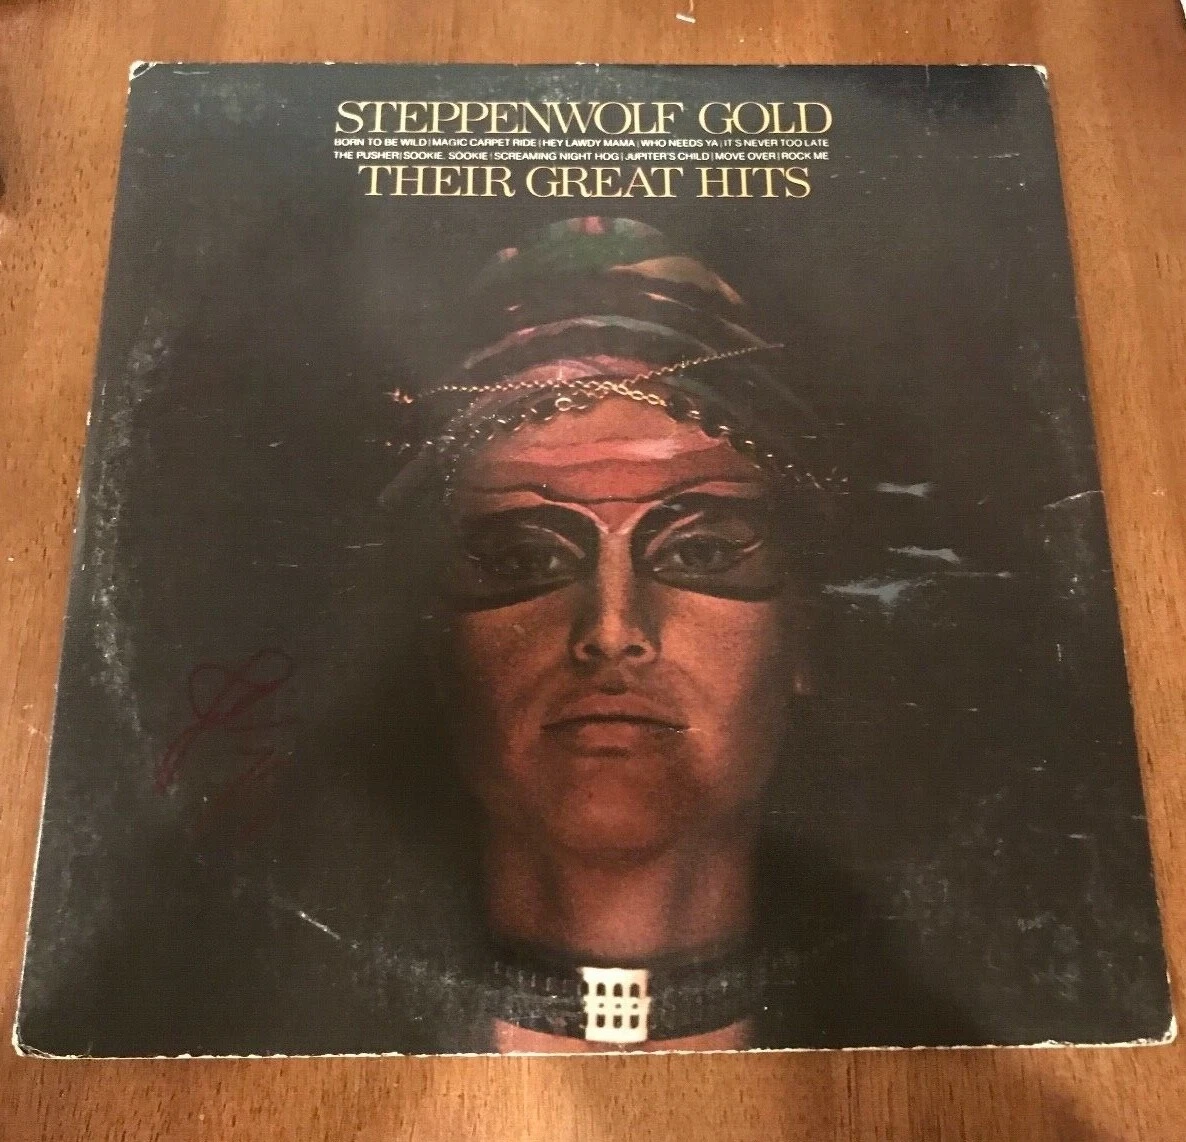 STEPPENWOLF GOLD
BORN TO BE WILD|MAGIC CARPET RIDE|HEY LAWDY MAMA|WHO NEEDS YA|IT'S NEVER TOO LATE
THE PUSHER|SOOKIE, SOOKIE|SCREAMING NIGHT HOG|JUPITER'S CHILD|MOVE OVER|ROCK ME
THEIR GREAT HITS